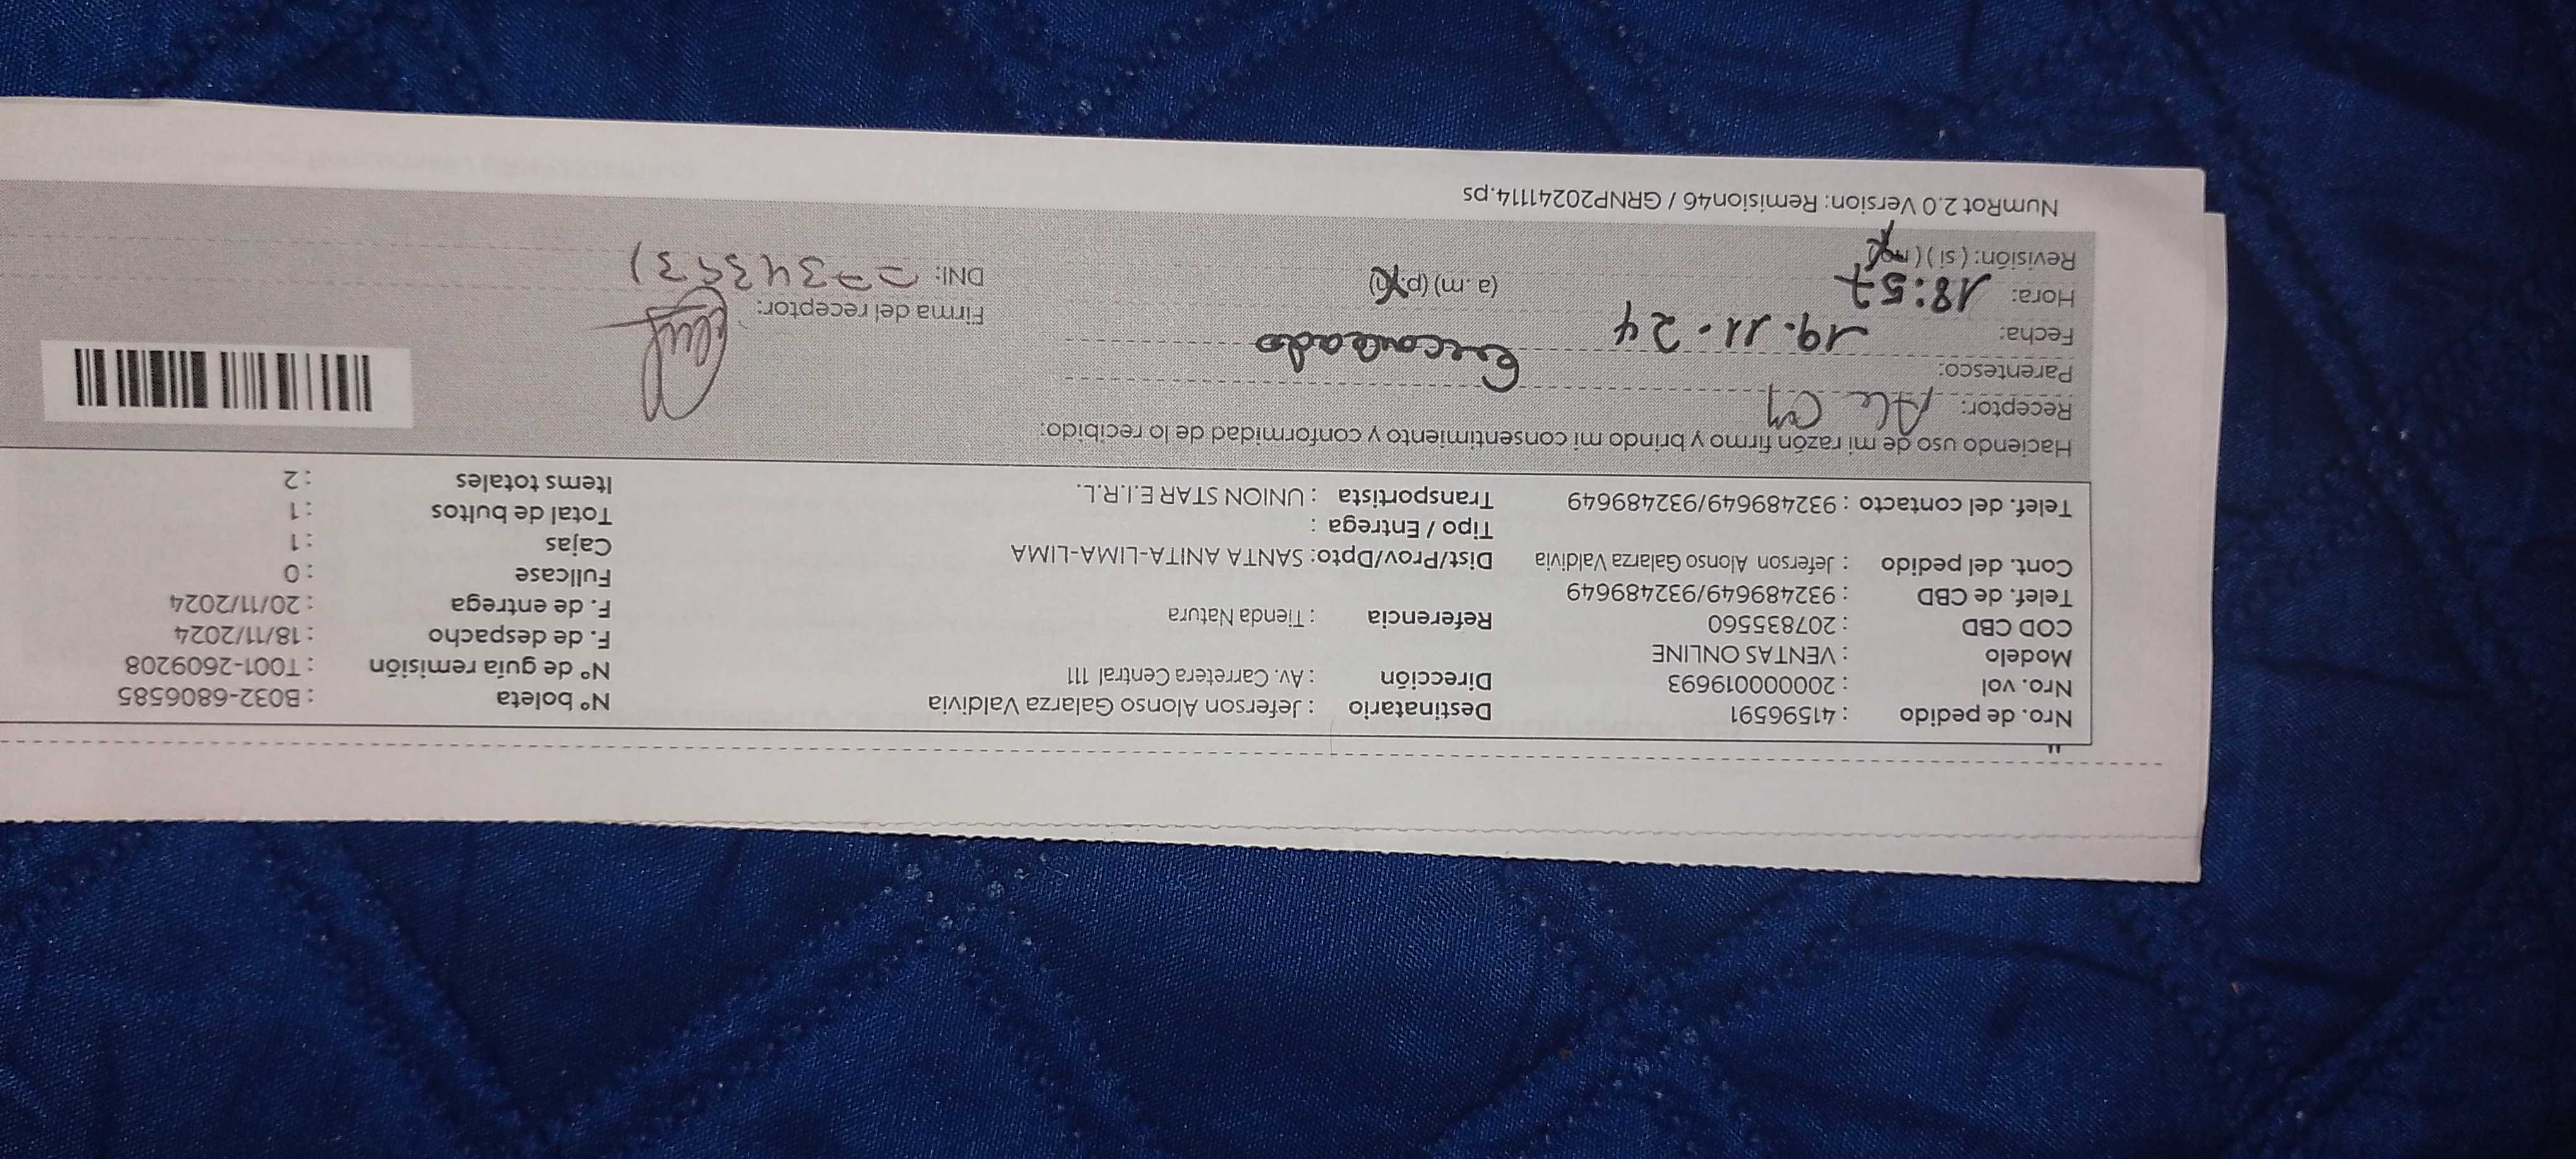 Nro. de pedido : 41596591 Destinatario : Jeferson Alonso Galarza Valdivia N° boleta : B032-6806585
Nro. vol : 2000000019693 Dirección : Av. Carretera Central 111 N° de guía remisión : T001-2609208
Modelo : VENTAS ONLINE F. de despacho : 18/11/2024
COD CBD : 207835560 Referencia : Tienda Natura F. de entrega : 20/11/2024
Telef. de CBD : 932489649/932489649 Fullcase : 0
Cont. del pedido : Jeferson Alonso Galarza Valdivia Dist/Prov/Dpto: SANTA ANITA-LIMA-LIMA Cajas : 1
Tipo / Entrega : Total de bultos : 1
Telef. del contacto : 932489649/932489649 Transportista : UNION STAR E.I.R.L. Items totales : 2
Haciendo uso de mi razón firmo y brindo mi consentimiento y conformidad de lo recibido:
Receptor:
Parentesco: Encargado
Fecha: 19.11.24 Firma del receptor:
Hora: 18:57 (a.m) (p. DNI:
Revisión: (si) (
NumRot 2.0 Version: Remision46 / GRNP20241114.ps